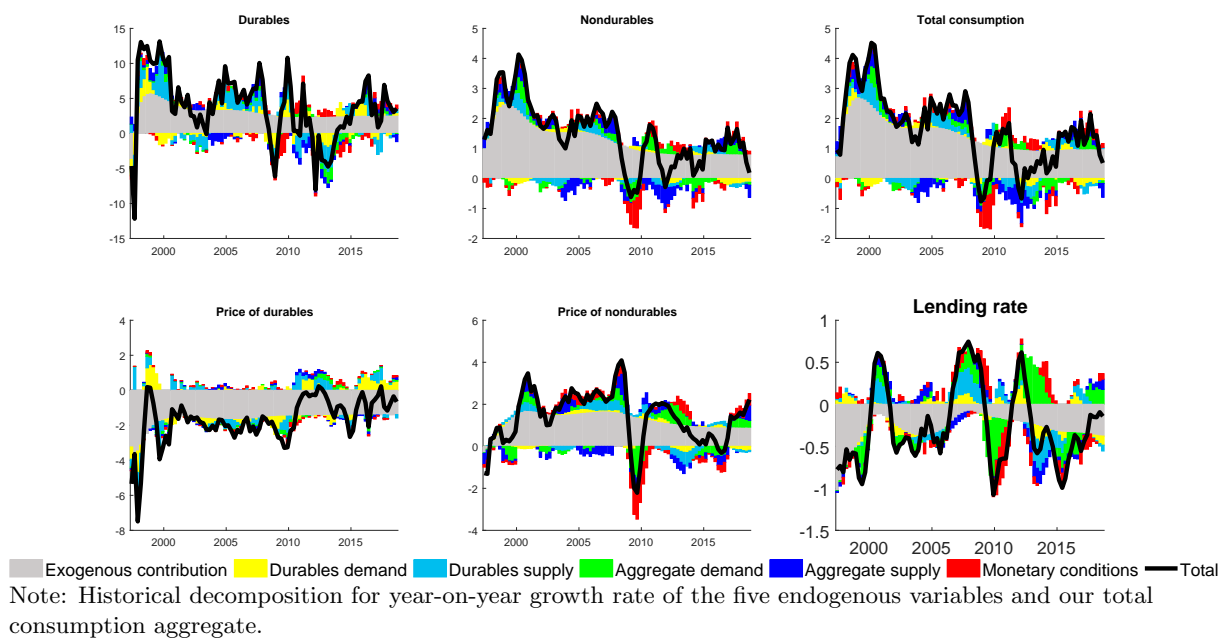 Durables
Nondurables
Total consumption
15
10
5
0
-5
-10
-15
2000 2005 2010 2015
5
4
3
2
1
0
-1
-2
2000 2005 2010 2015
5
4
3
2
1
0
-1
-2
2000 2005 2010 2015
Price of durables
Price of nondurables
Lending rate
4
2
0
-2
-4
-6
-8
2000 2005 2010 2015
6
4
2
0
-2
-4
2000 2005 2010 2015
1
0.5
0
-0.5
-1
-1.5
2000 2005 2010 2015
Exogenous contribution Durables demand Durables supply Aggregate demand Aggregate supply Monetary conditions Total
Note: Historical decomposition for year-on-year growth rate of the five endogenous variables and our total
consumption aggregate.